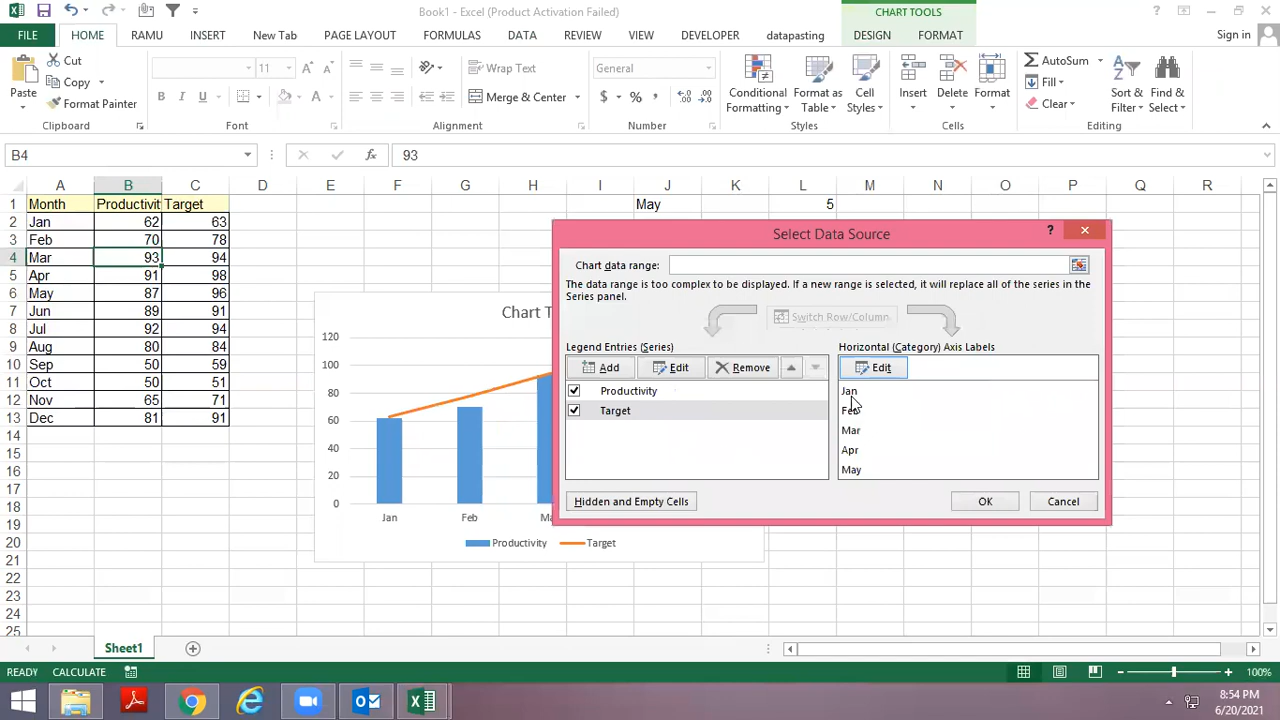 Book1 - Excel (Product Activation Failed)
CHART TOOLS
FILE HOME RAMU INSERT New Tab PAGE LAYOUT FORMULAS DATA REVIEW VIEW DEVELOPER datapasting DESIGN FORMAT Sign in
Paste
Cut
Copy
Format Painter
11
B I U
Wrap Text
Merge & Center
General
$ %
Conditional Formatting
Format as Table
Cell Styles
Insert
Delete
Format
AutoSum
Fill
Clear
Sort & Filter
Find & Select
Clipboard Font Alignment Number Styles Cells Editing
B4 fx 93
A B C D E F G H I J K L M N O P Q R
1 Month Productivit Target May 5
2 Jan 62 63
3 Feb 70 78
4 Mar 93 94
5 Apr 91 98
6 May 87 96
7 Jun 89 91
8 Jul 92 94
9 Aug 80 84
10 Sep 50 59
11 Oct 50 51
12 Nov 65 71
13 Dec 81 91
14
15
16
17
18
19
20
21
22
23
24
25
Chart T
120
100
80
60
40
20
0
Jan Feb Ma
Productivity Target
Select Data Source
?
Chart data range:
The data range is too complex to be displayed. If a new range is selected, it will replace all of the series in the
Series panel.
Switch Row/Column
Legend Entries (Series)
Add Edit Remove
Productivity
Target
Horizontal (Category) Axis Labels
Edit
Jan
Feb
Mar
Apr
May
Hidden and Empty Cells OK Cancel
Sheet1
READY CALCULATE 100%
8:54 PM
6/20/2021